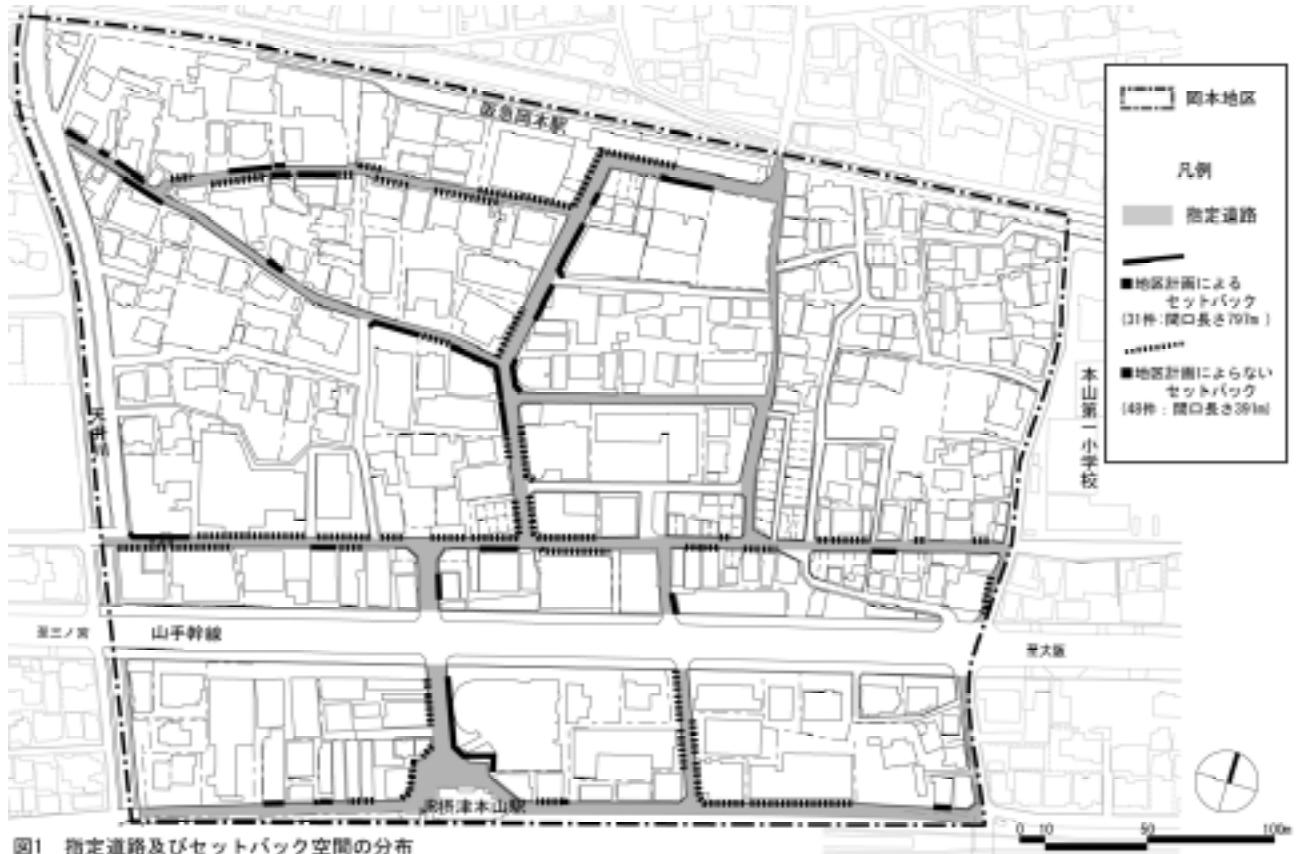 阪急岡本駅
岡本地区
凡例
指定道路
■地区計画による
セットバック
(31件:間口長さ797m )
■地区計画によらない
セットバック
(48件:間口長さ391m)
本山第一小学校
至三ノ宮
山手幹線
至大阪
JR摂津本山駅
0 10 50 100m
図1 指定道路及びセットバック空間の分布